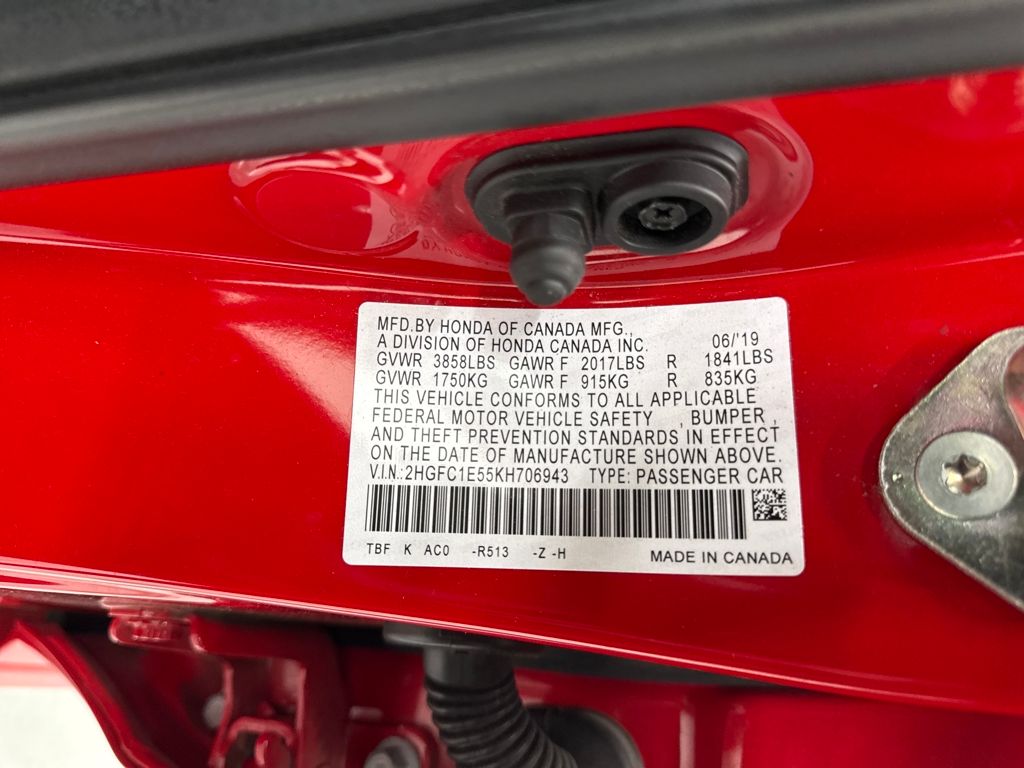 MFD.BY HONDA OF CANADA MFG.,
A DIVISION OF HONDA CANADA INC. 06/'19
GVWR 3858LBS GAWR F 2017LBS R 1841LBS
GVWR 1750KG GAWR F 915KG R 835KG
THIS VEHICLE CONFORMS TO ALL APPLICABLE
FEDERAL MOTOR VEHICLE SAFETY , BUMPER ,
AND THEFT PREVENTION STANDARDS IN EFFECT
ON THE DATE OF MANUFACTURE SHOWN ABOVE.
V.I.N.:2HGFC1E55KH706943 TYPE: PASSENGER CAR
TBF K AC0 -R513 -Z -H MADE IN CANADA